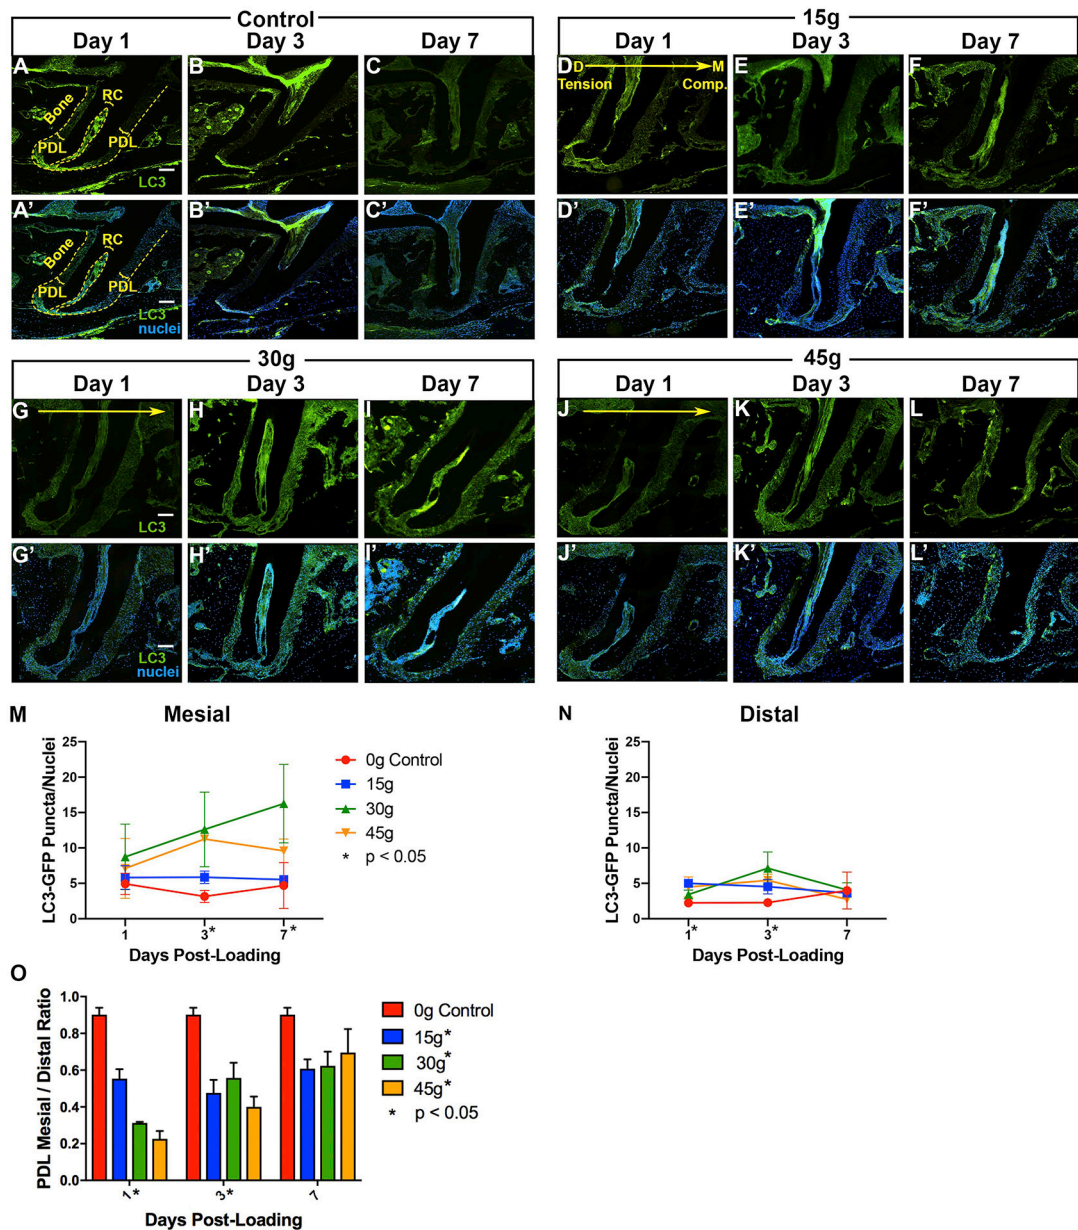 Control
Day 1 Day 3 Day 7
15g
Day 1 Day 3 Day 7
A Bone RC PDL PDL LC3
B
C
D D M Tension Comp.
E
F
A' Bone RC PDL PDL LC3 nuclei
B'
C'
D'
E'
F'
30g
Day 1 Day 3 Day 7
45g
Day 1 Day 3 Day 7
G LC3
H
I
J
K
L
G' LC3 nuclei
H'
I'
J'
K'
L'
M Mesial
LC3-GFP Puncta/Nuclei
25
20
15
10
5
0
1 3* 7*
Days Post-Loading
0g Control
15g
30g
45g
* p < 0.05
N Distal
LC3-GFP Puncta/Nuclei
25
20
15
10
5
0
1* 3* 7
Days Post-Loading
O
PDL Mesial / Distal Ratio
1.0
0.8
0.6
0.4
0.2
0.0
1* 3* 7
Days Post-Loading
0g Control
15g*
30g*
45g*
* p < 0.05